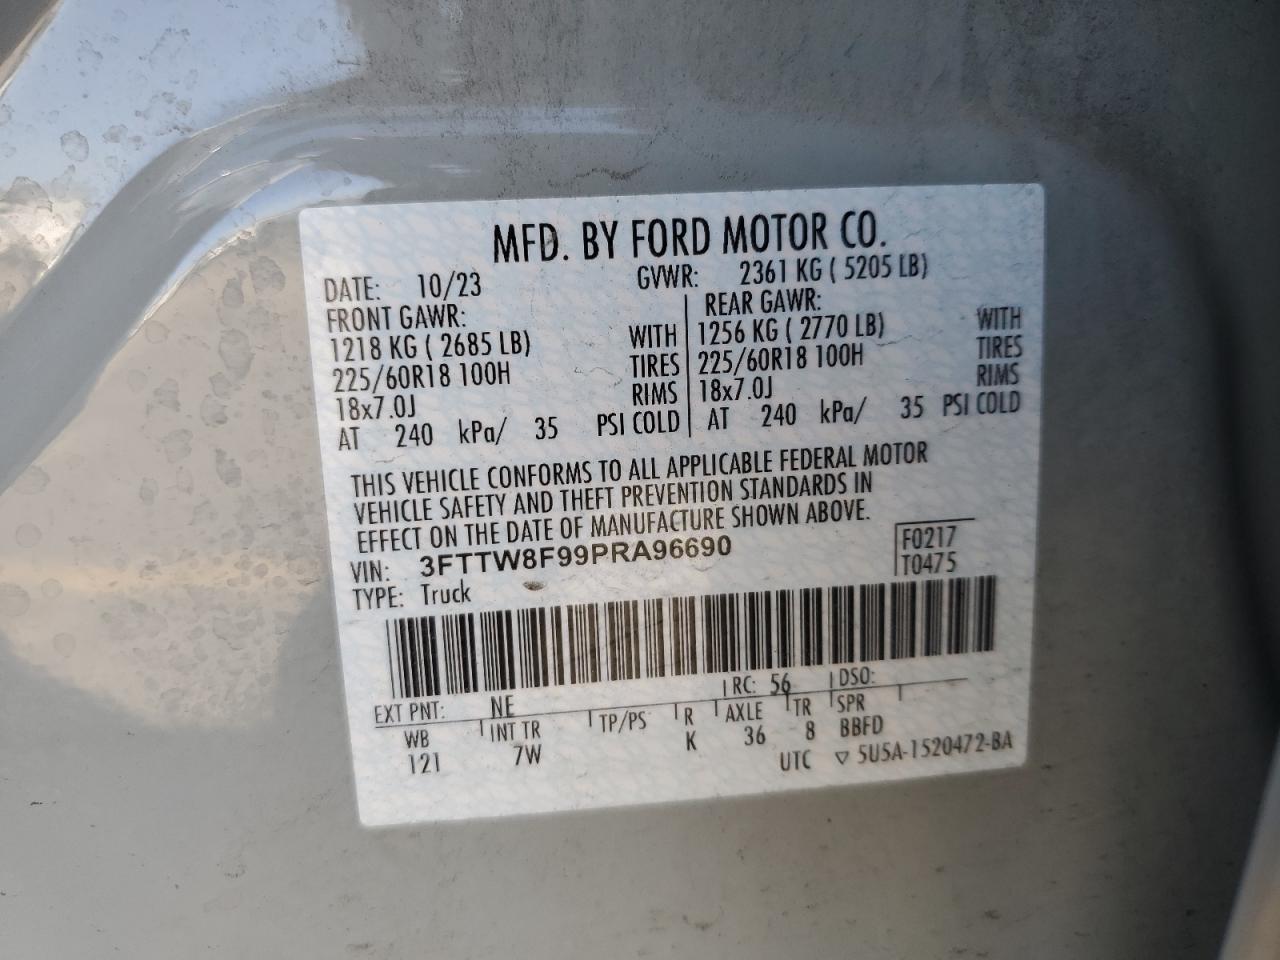 MFD. BY FORD MOTOR CO.
DATE: 10/23 GVWR: 2361 KG ( 5205 LB)
FRONT GAWR: REAR GAWR:
1218 KG ( 2685 LB) WITH 1256 KG ( 2770 LB) WITH
225/60R18 100H TIRES 225/60R18 100H TIRES
18x7.0J RIMS 18x7.0J RIMS
AT 240 kPa/ 35 PSI COLD AT 240 kPa/ 35 PSI COLD
THIS VEHICLE CONFORMS TO ALL APPLICABLE FEDERAL MOTOR
VEHICLE SAFETY AND THEFT PREVENTION STANDARDS IN
EFFECT ON THE DATE OF MANUFACTURE SHOWN ABOVE.
VIN: 3FTTW8F99PRA96690 F0217
TYPE: Truck T0475
EXT PNT: NE RC: 56 DSO:
WB INT TR TP/PS R AXLE TR SPR
121 7W K 36 8 BBFD
UTC ▽ 5U5A-1520472-BA